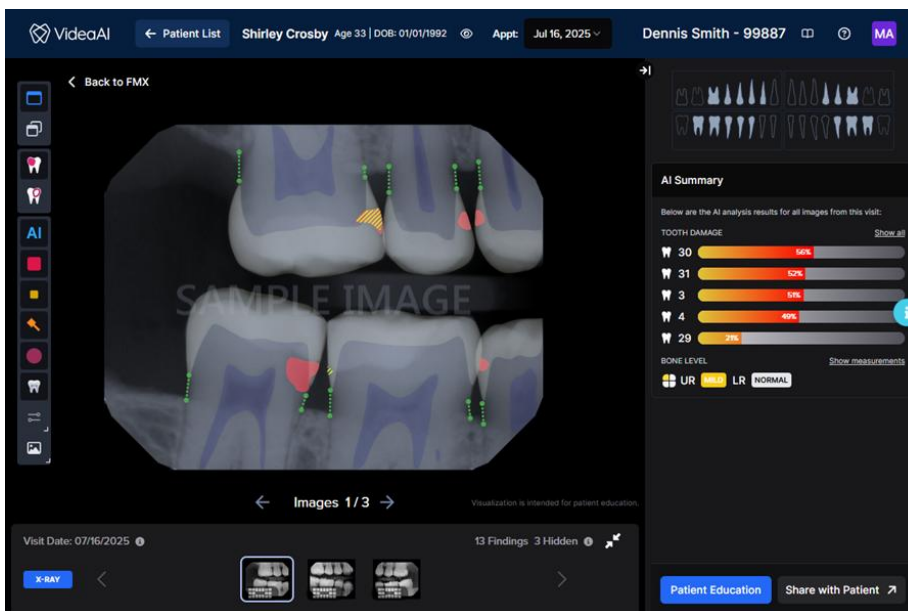 VideaAI ← Patient List Shirley Crosby Age 33 | DOB: 01/01/1992 Appt: Jul 16, 2025 Dennis Smith - 99887 MA
Back to FMX
AI
SAMPLE IMAGE
← Images 1 / 3 →
Visualization is intended for patient education.
Visit Date: 07/16/2025
13 Findings 3 Hidden
X-RAY
AI Summary
Below are the AI analysis results for all images from this visit:
TOOTH DAMAGE Show all
30 56%
31 52%
3 51%
4 49%
29 21%
BONE LEVEL Show measurements
UR MILD LR NORMAL
Patient Education Share with Patient